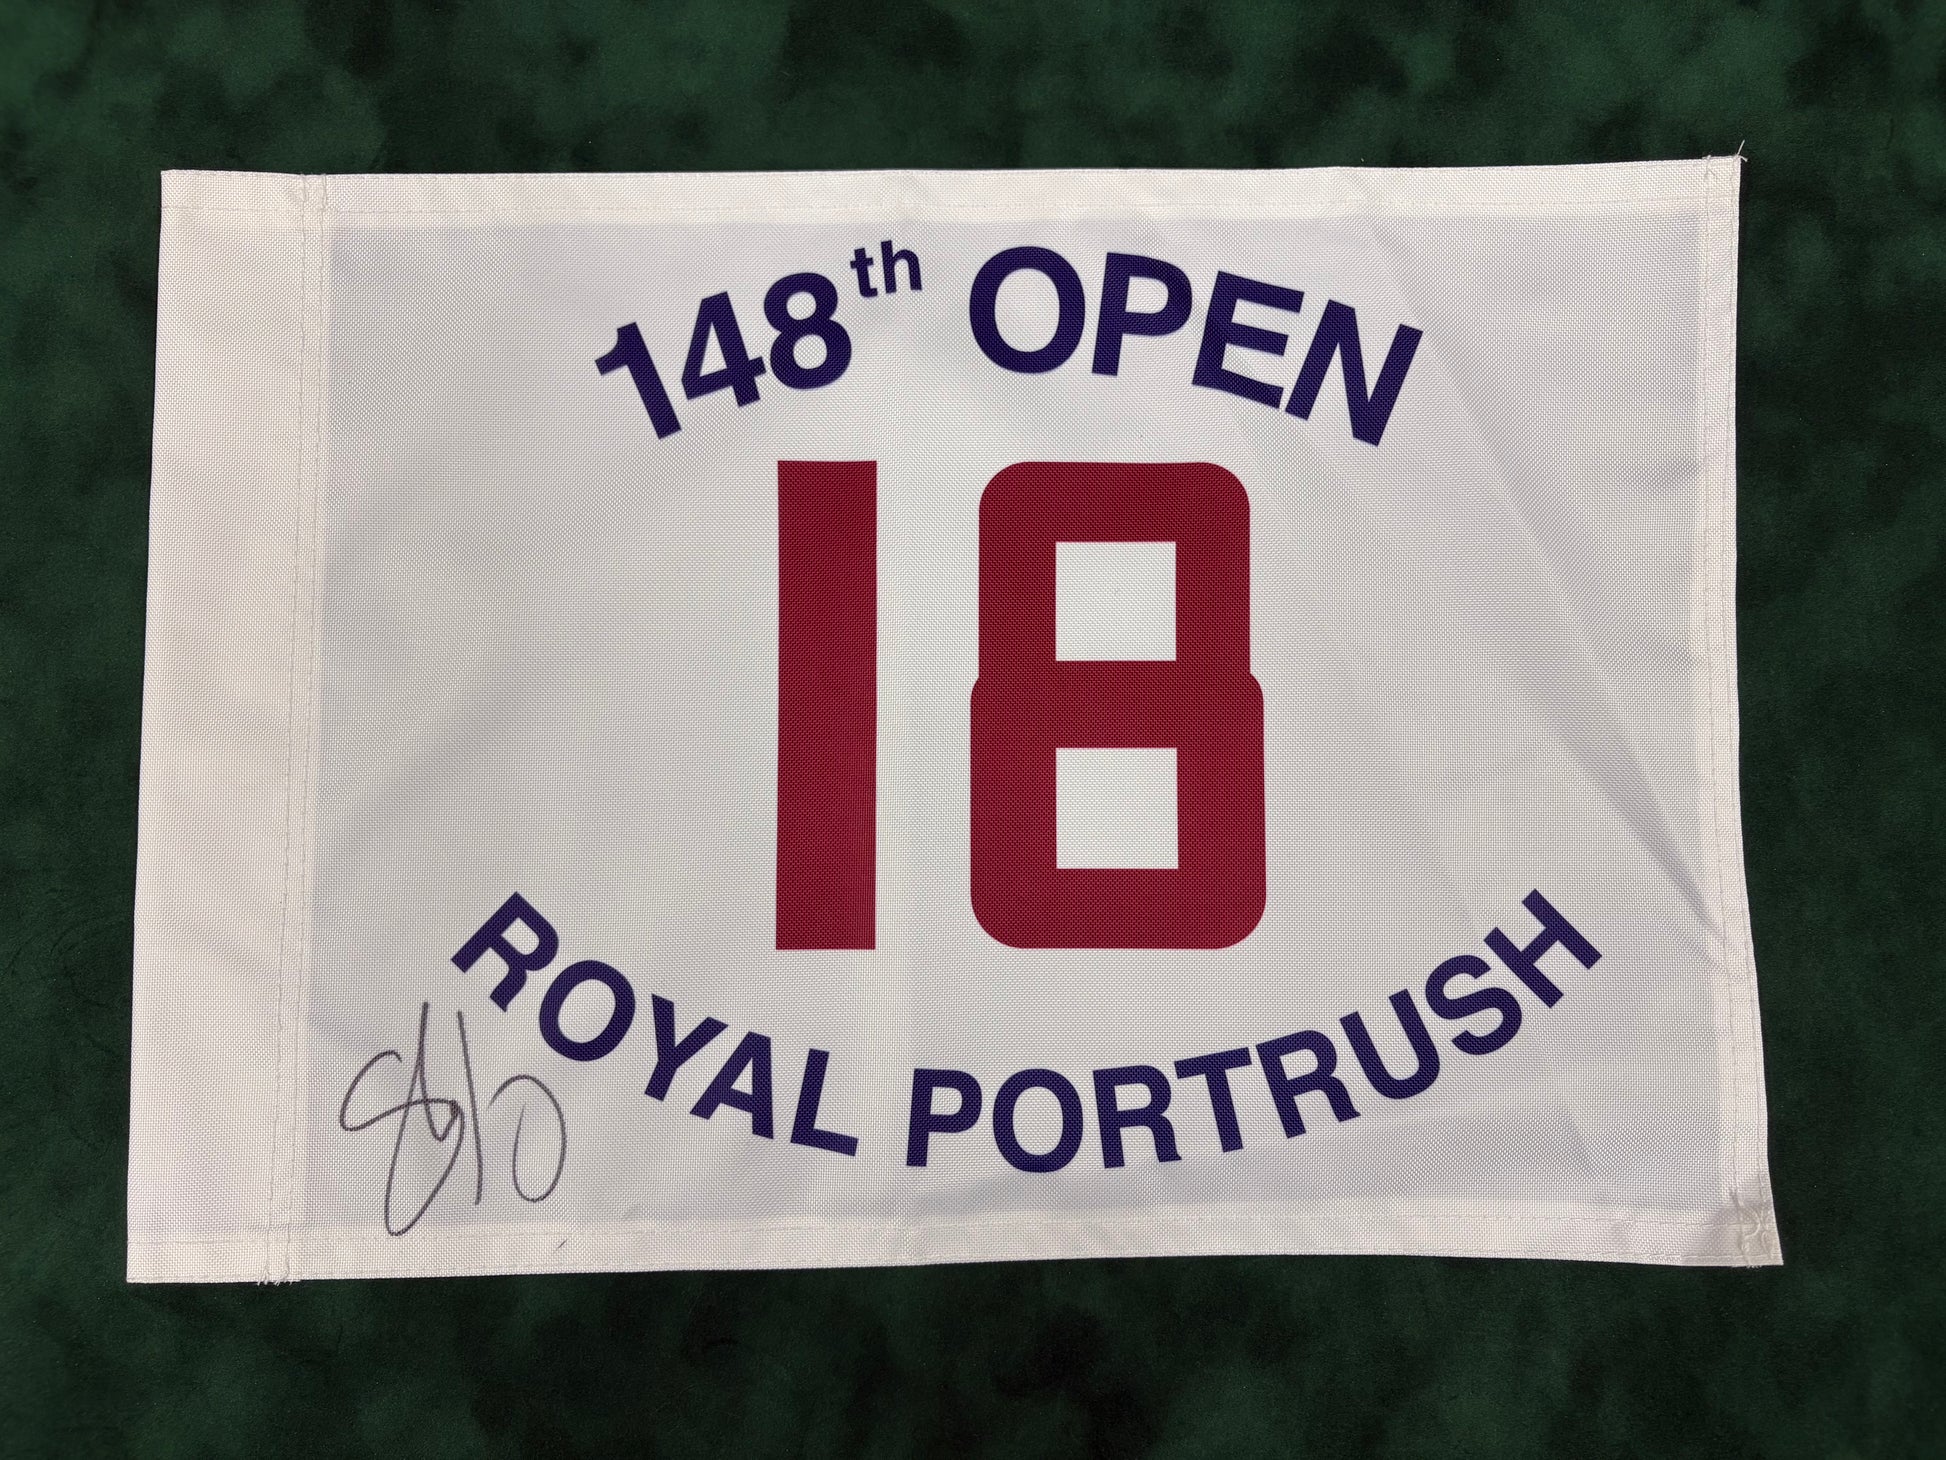 148th OPEN
18
ROYAL PORTRUSH